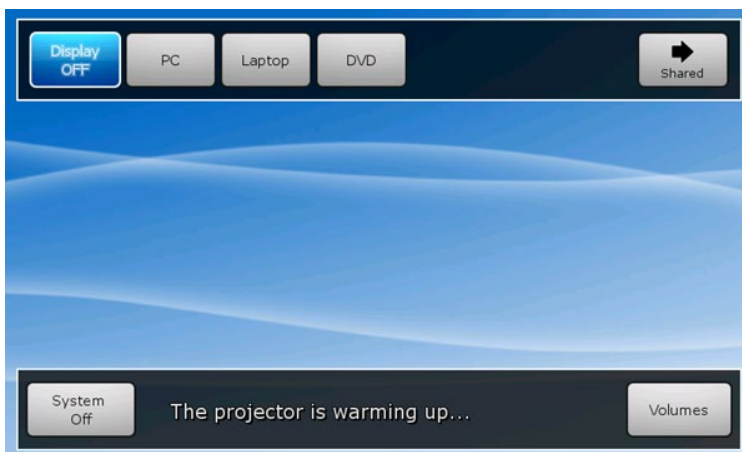 Display
OFF
PC
Laptop
DVD
Shared
System
Off
The projector is warming up...
Volumes